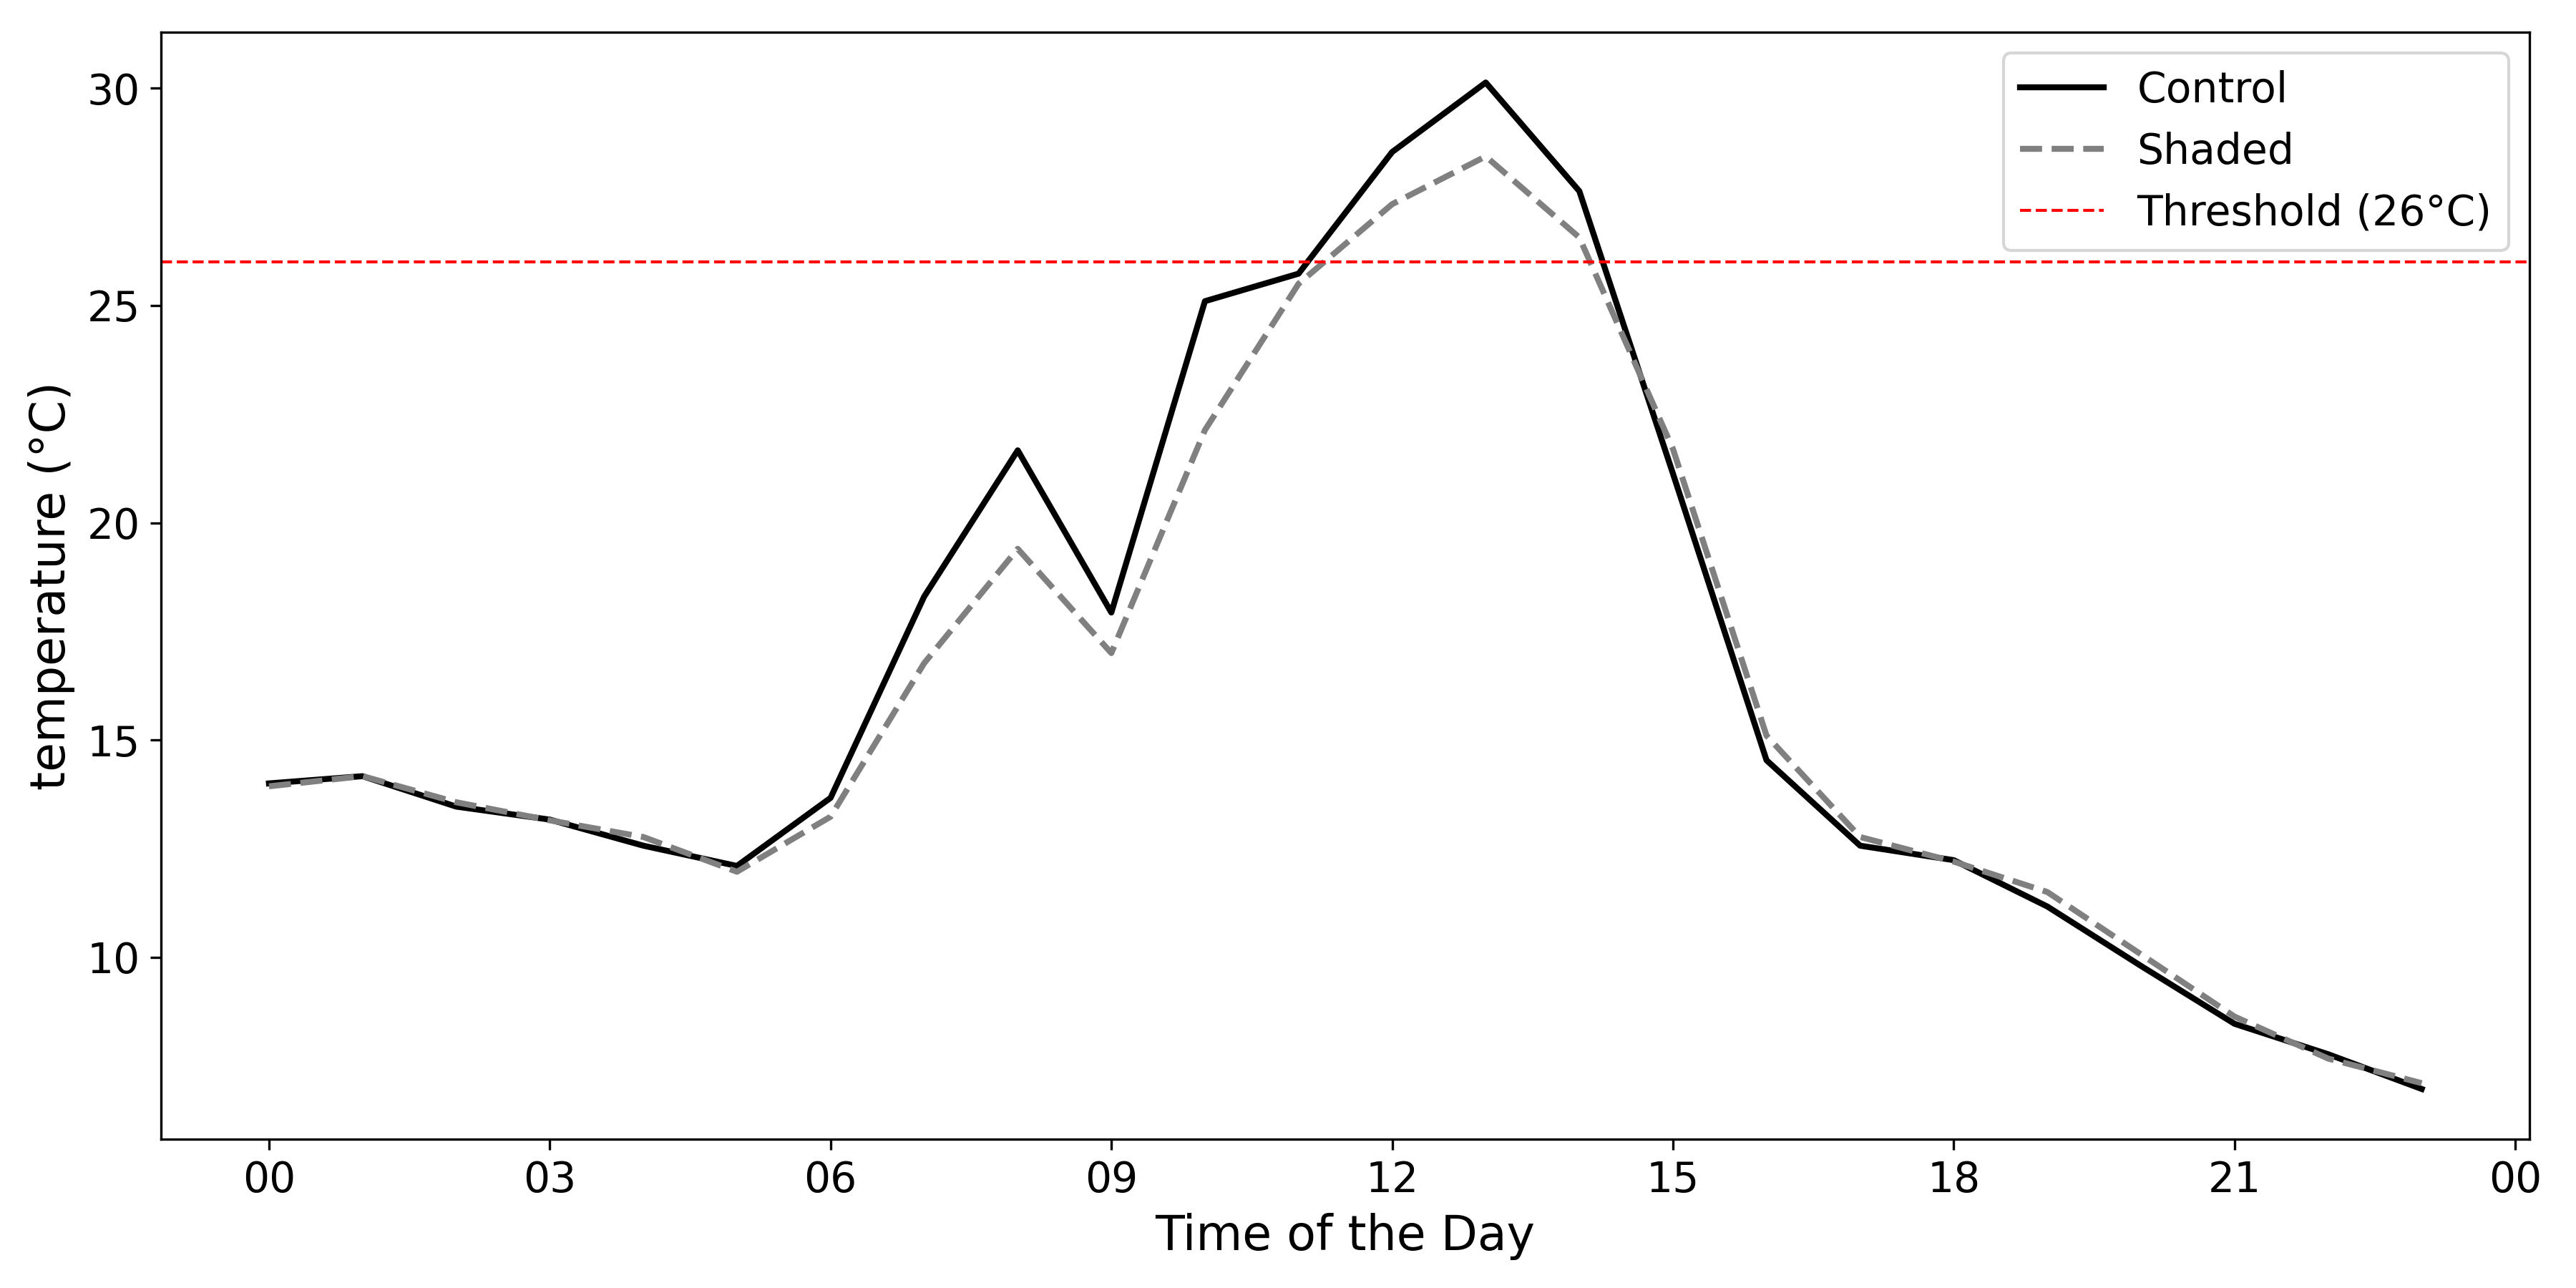 Control
Shaded
Threshold (26°C)
30
25
20
15
10
temperature (°C)
00 03 06 09 12 15 18 21 00
Time of the Day